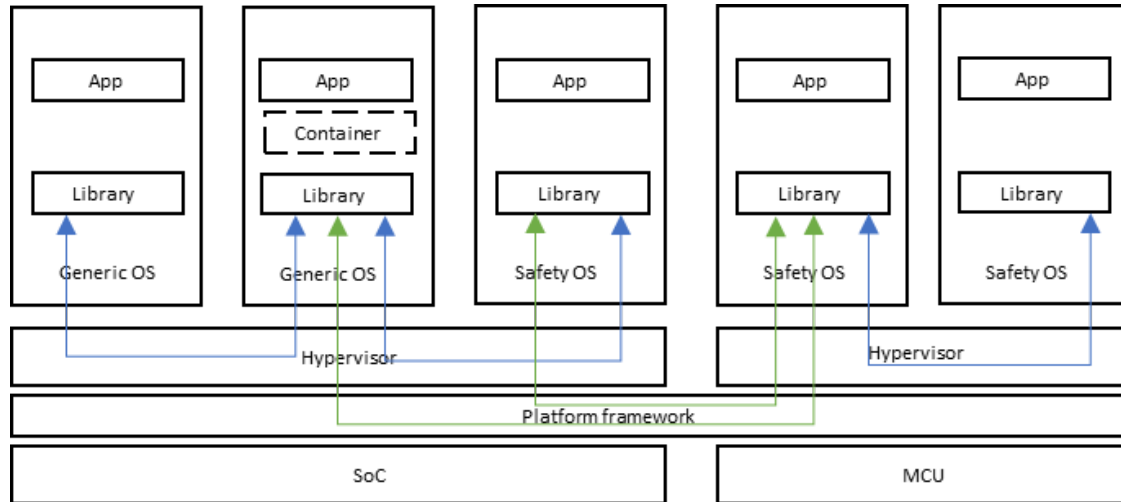 App
App
App
App
App
Container
Library
Library
Library
Library
Library
Generic OS
Generic OS
Safety OS
Safety OS
Safety OS
Hypervisor
Hypervisor
Platform framework
SoC
MCU